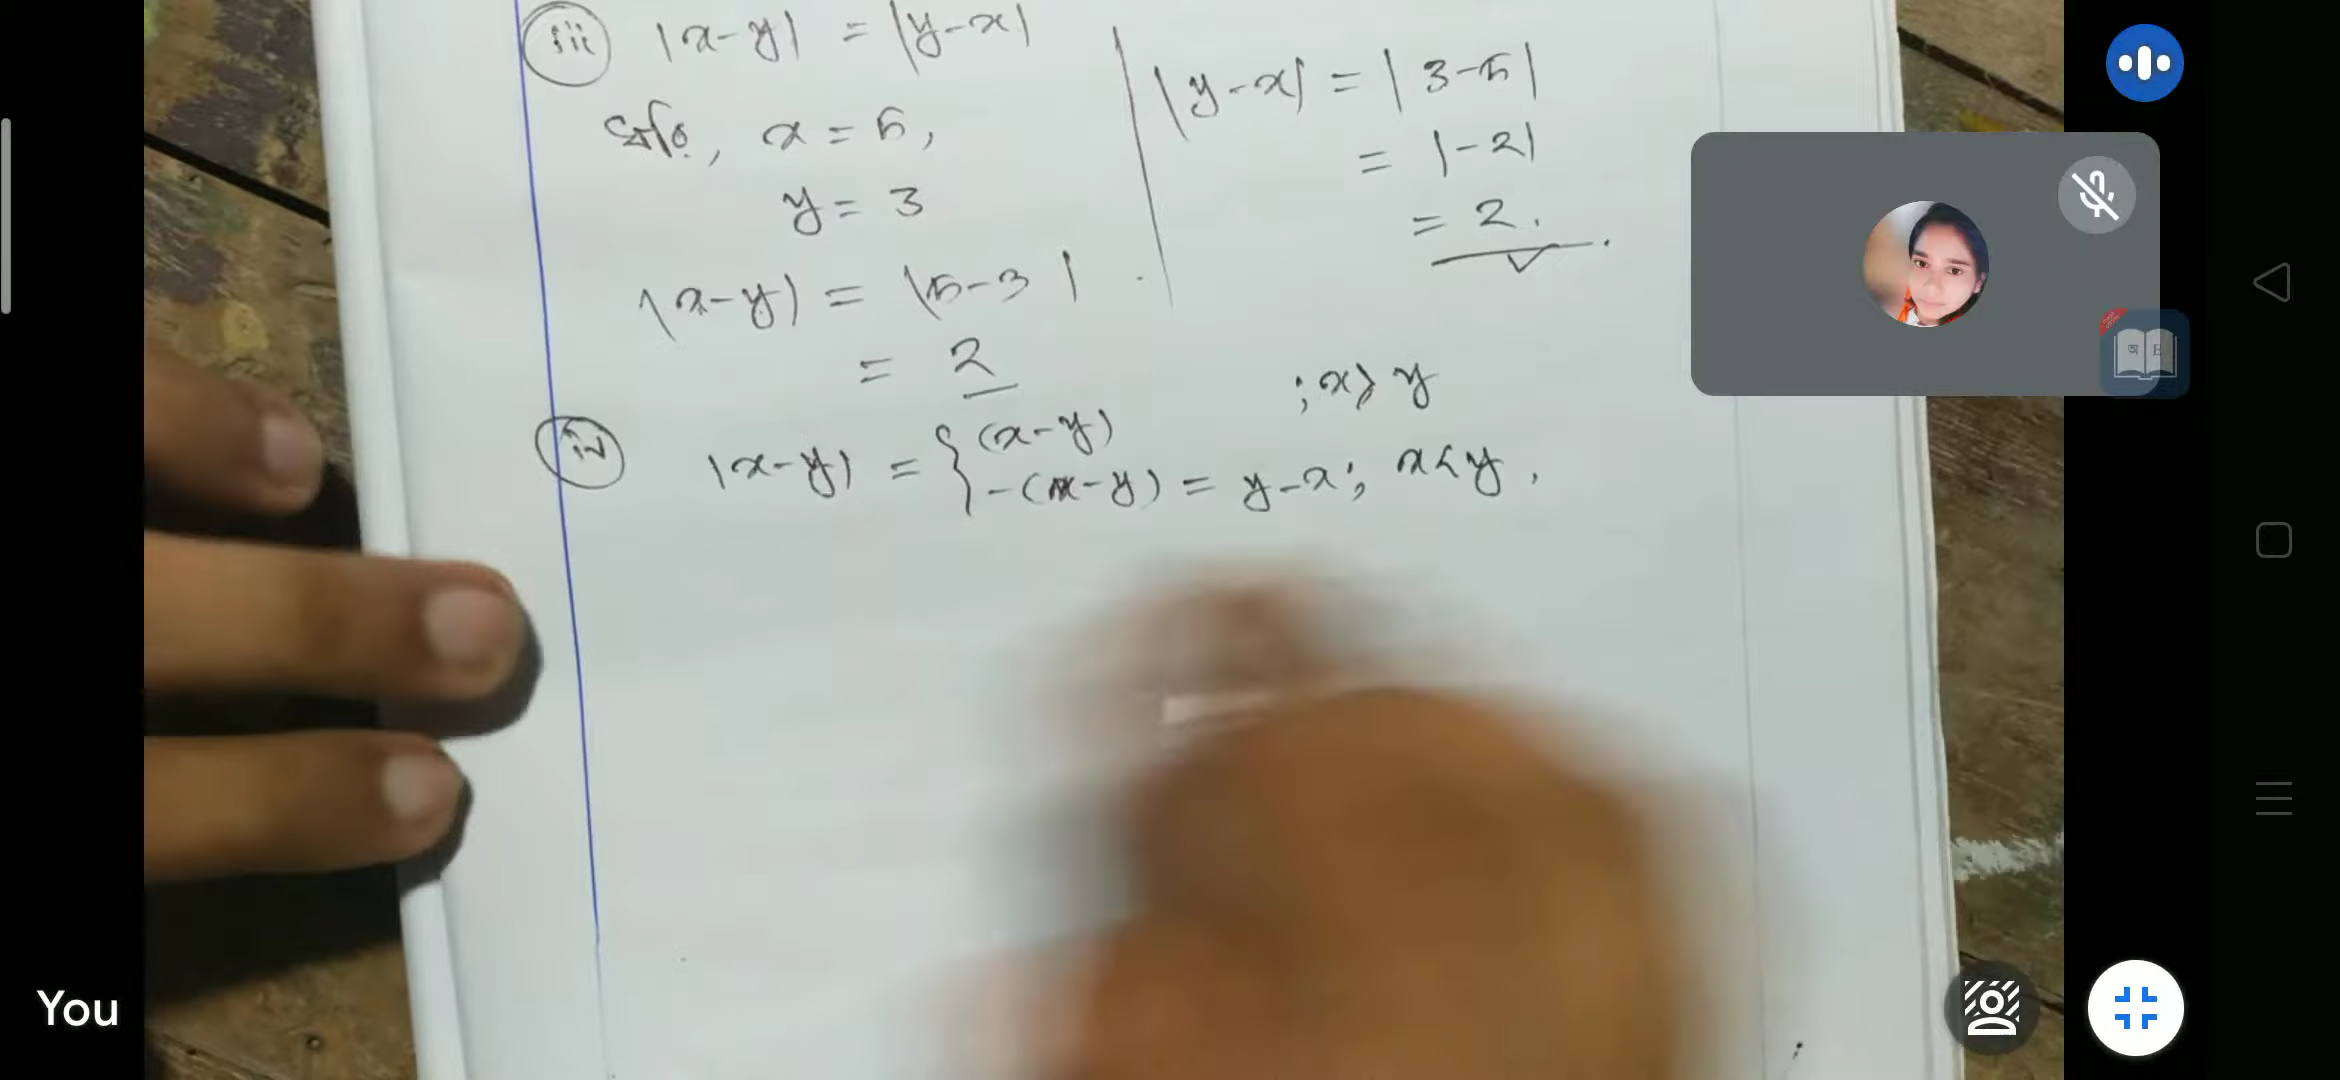 iii |x-y| = |y-x|
ধরি, x = 5,
y = 3
|x-y| = |5-3|
= 2
|y-x| = |3-5|
= |-2|
= 2.
iv |x-y| = { (x-y) ; x> y
-(x-y) = y-x; x<y,
অ E
You